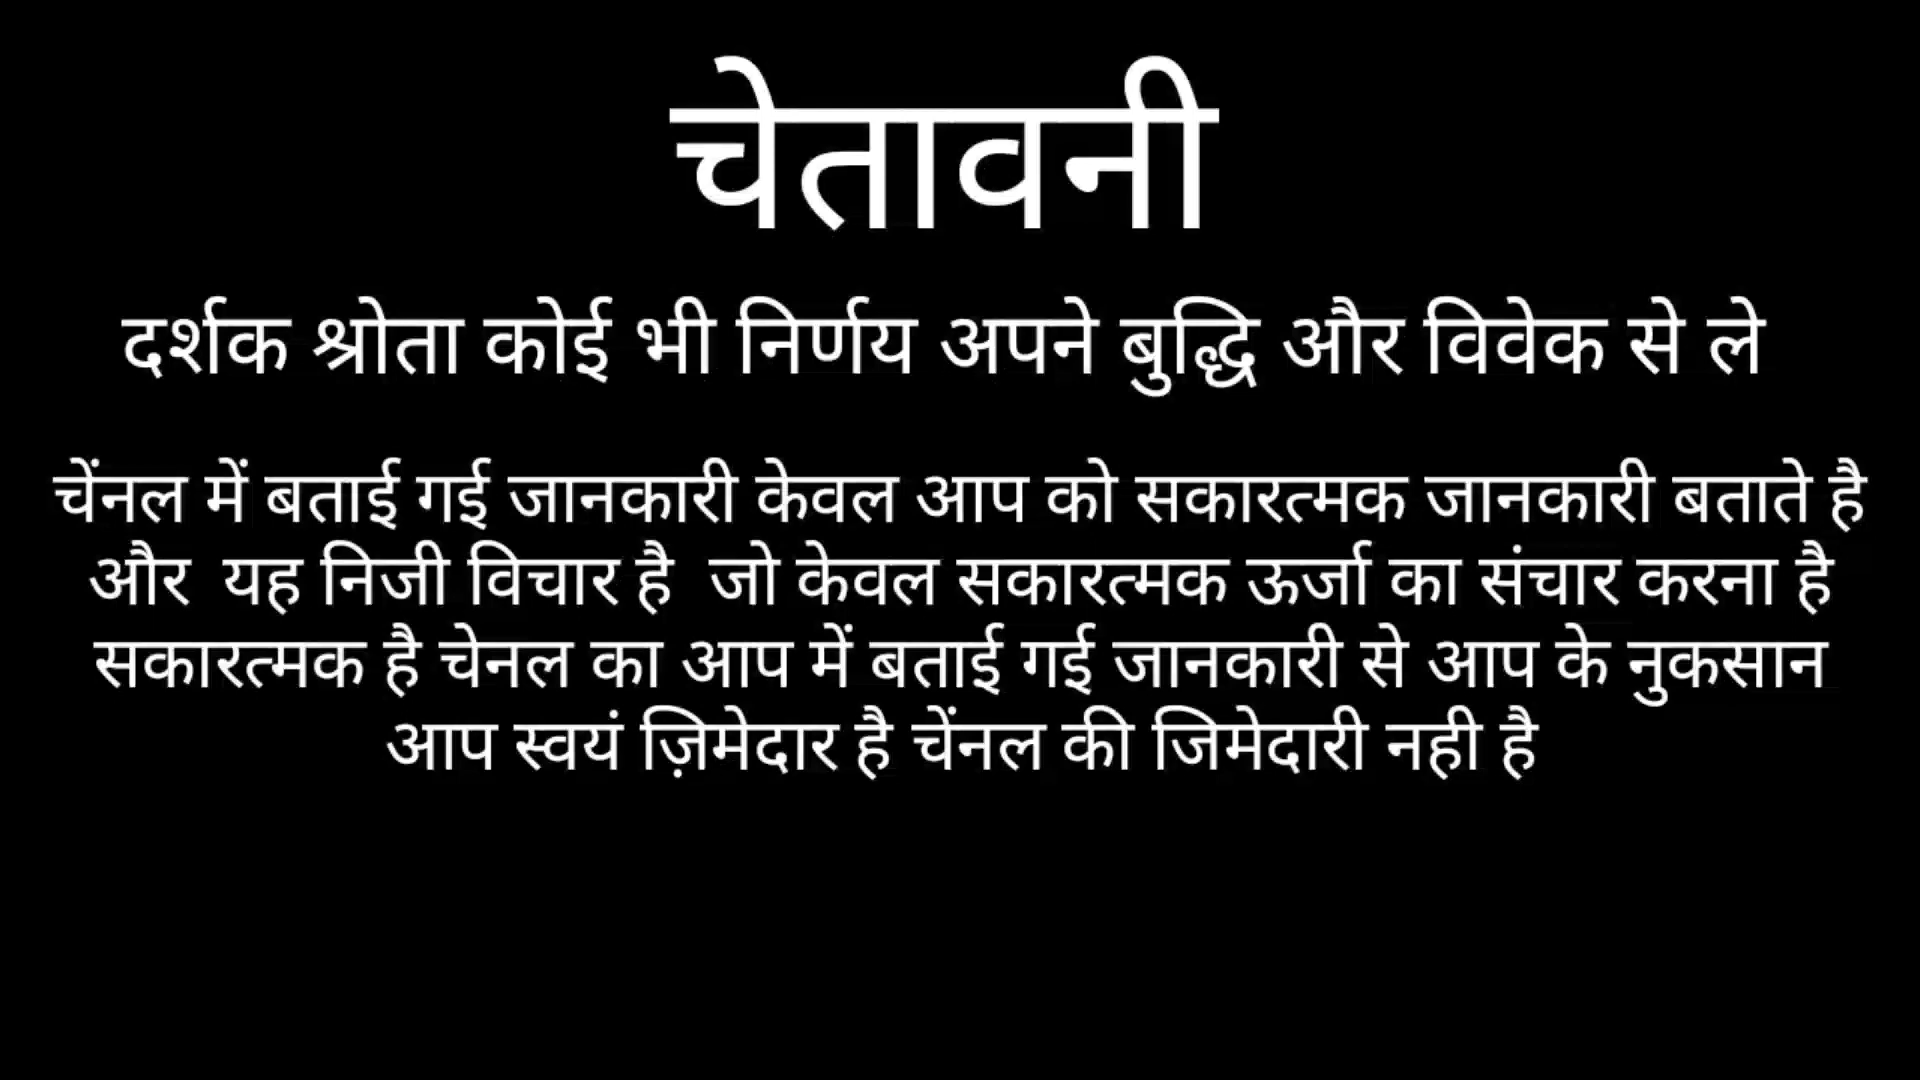 चेतावनी
दर्शक श्रोता कोई भी निर्णय अपने बुद्धि और विवेक से ले
चेंनल में बताई गई जानकारी केवल आप को सकारत्मक जानकारी बताते है
और यह निजी विचार है जो केवल सकारत्मक ऊर्जा का संचार करना है
सकारत्मक है चेनल का आप में बताई गई जानकारी से आप के नुकसान
आप स्वयं ज़िमेदार है चेंनल की जिमेदारी नही है